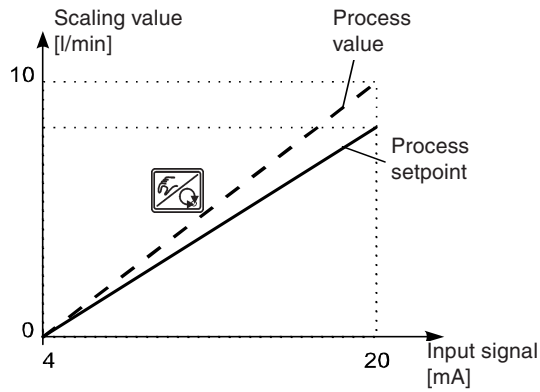 Scaling value
[l/min]
Process
value
10
Process
setpoint
0
4
20
Input signal
[mA]